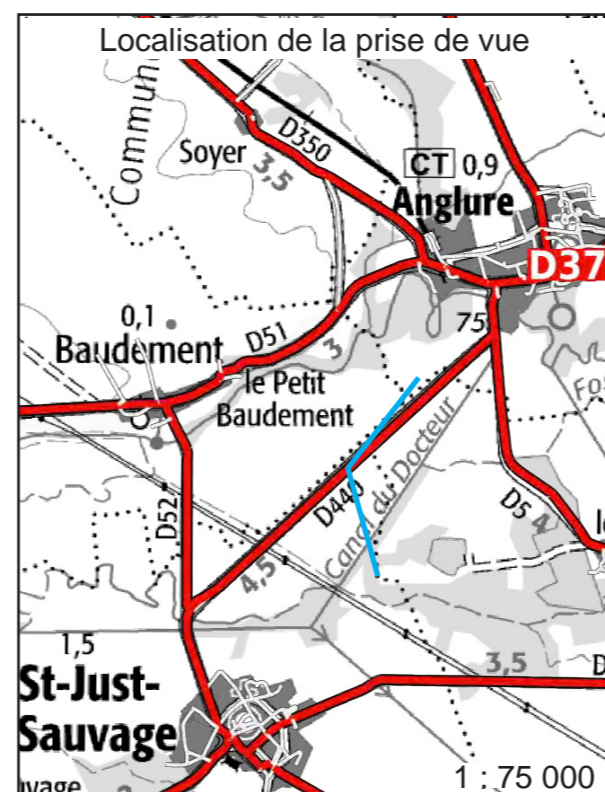 Localisation de la prise de vue
Commun
Soyer
3,5
D350
CT 0,9
Anglure
D37
75
0,1
Baudement
D51
3
le Petit
Baudement
Fos
D440
Canal du Docteur
D52
4,5
D5
4
1,5
St-Just-
Sauvage
3,5
D
1 : 75 000